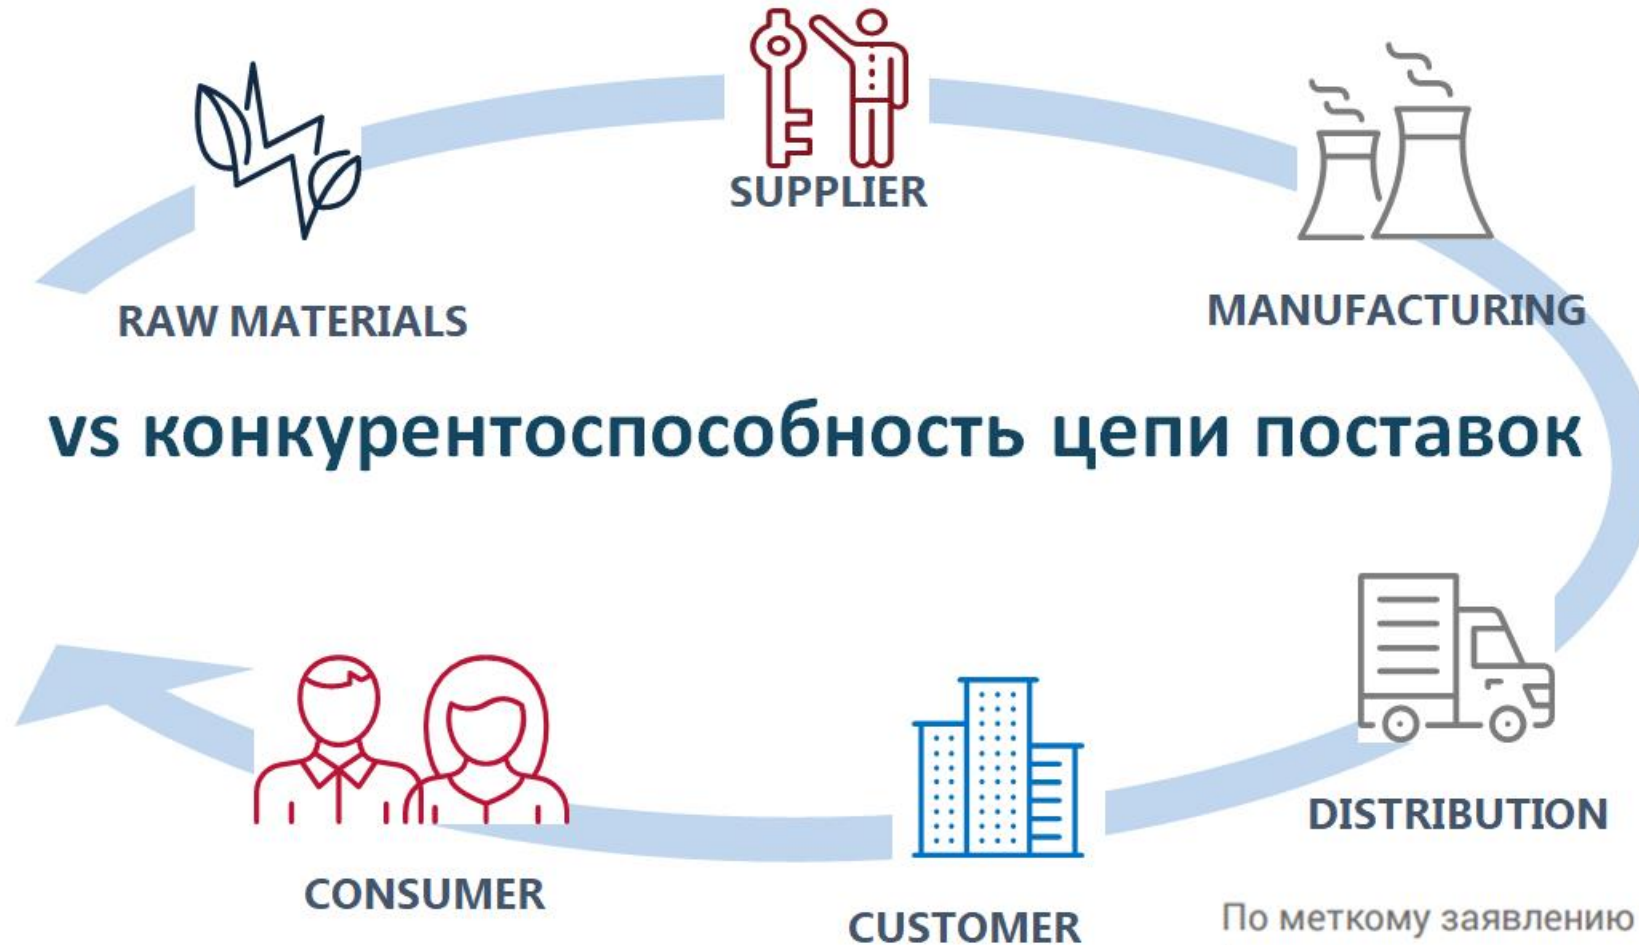 SUPPLIER
RAW MATERIALS
MANUFACTURING
vs конкурентоспособность цепи поставок
DISTRIBUTION
CONSUMER
CUSTOMER
По меткому заявлению